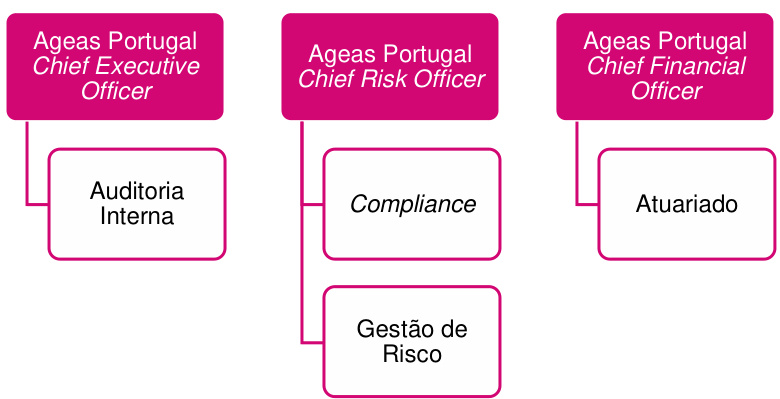 Ageas Portugal
Chief Executive
Officer
Auditoria
Interna
Ageas Portugal
Chief Risk Officer
Compliance
Gestão de
Risco
Ageas Portugal
Chief Financial
Officer
Atuariado